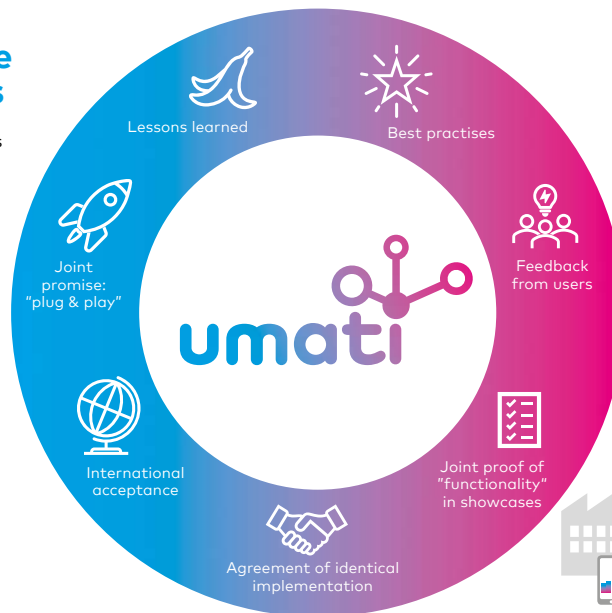 e
s
s
Lessons learned
Best practises
Joint
promise:
"plug & play"
Feedback
from users
umati
International
acceptance
Joint proof of
"functionality"
in showcases
Agreement of identical
implementation